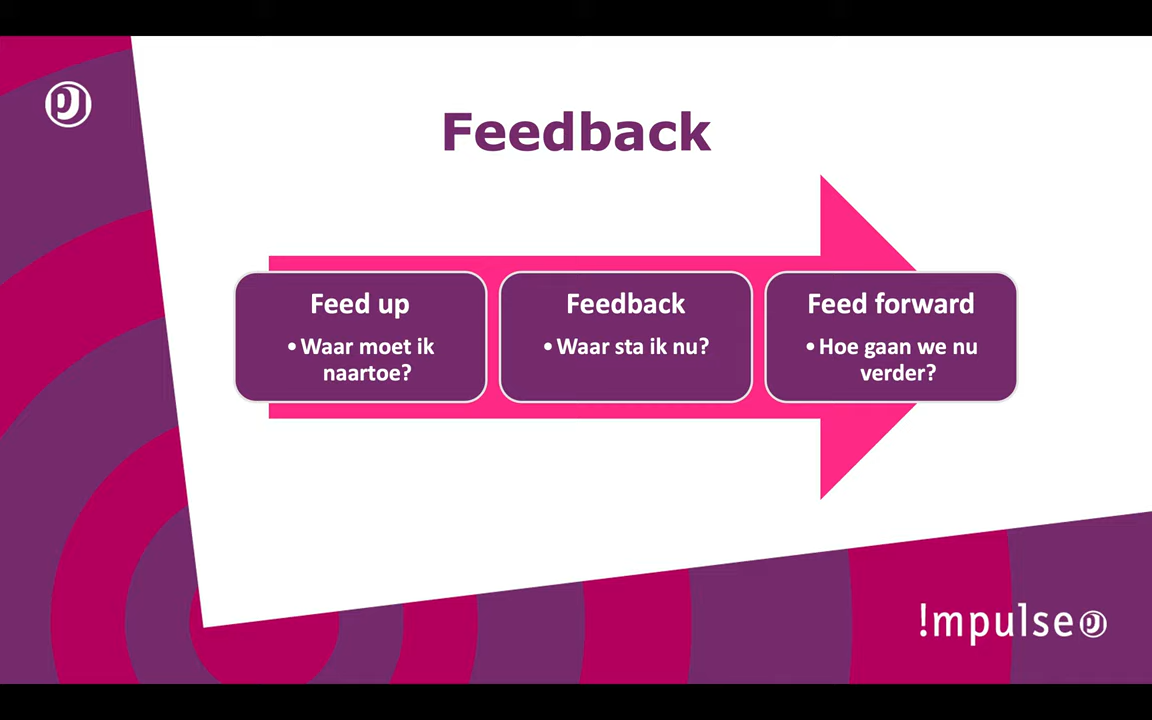 Feedback
Feed up
• Waar moet ik
naartoe?
Feedback
• Waar sta ik nu?
Feed forward
• Hoe gaan we nu
verder?
!mpulse